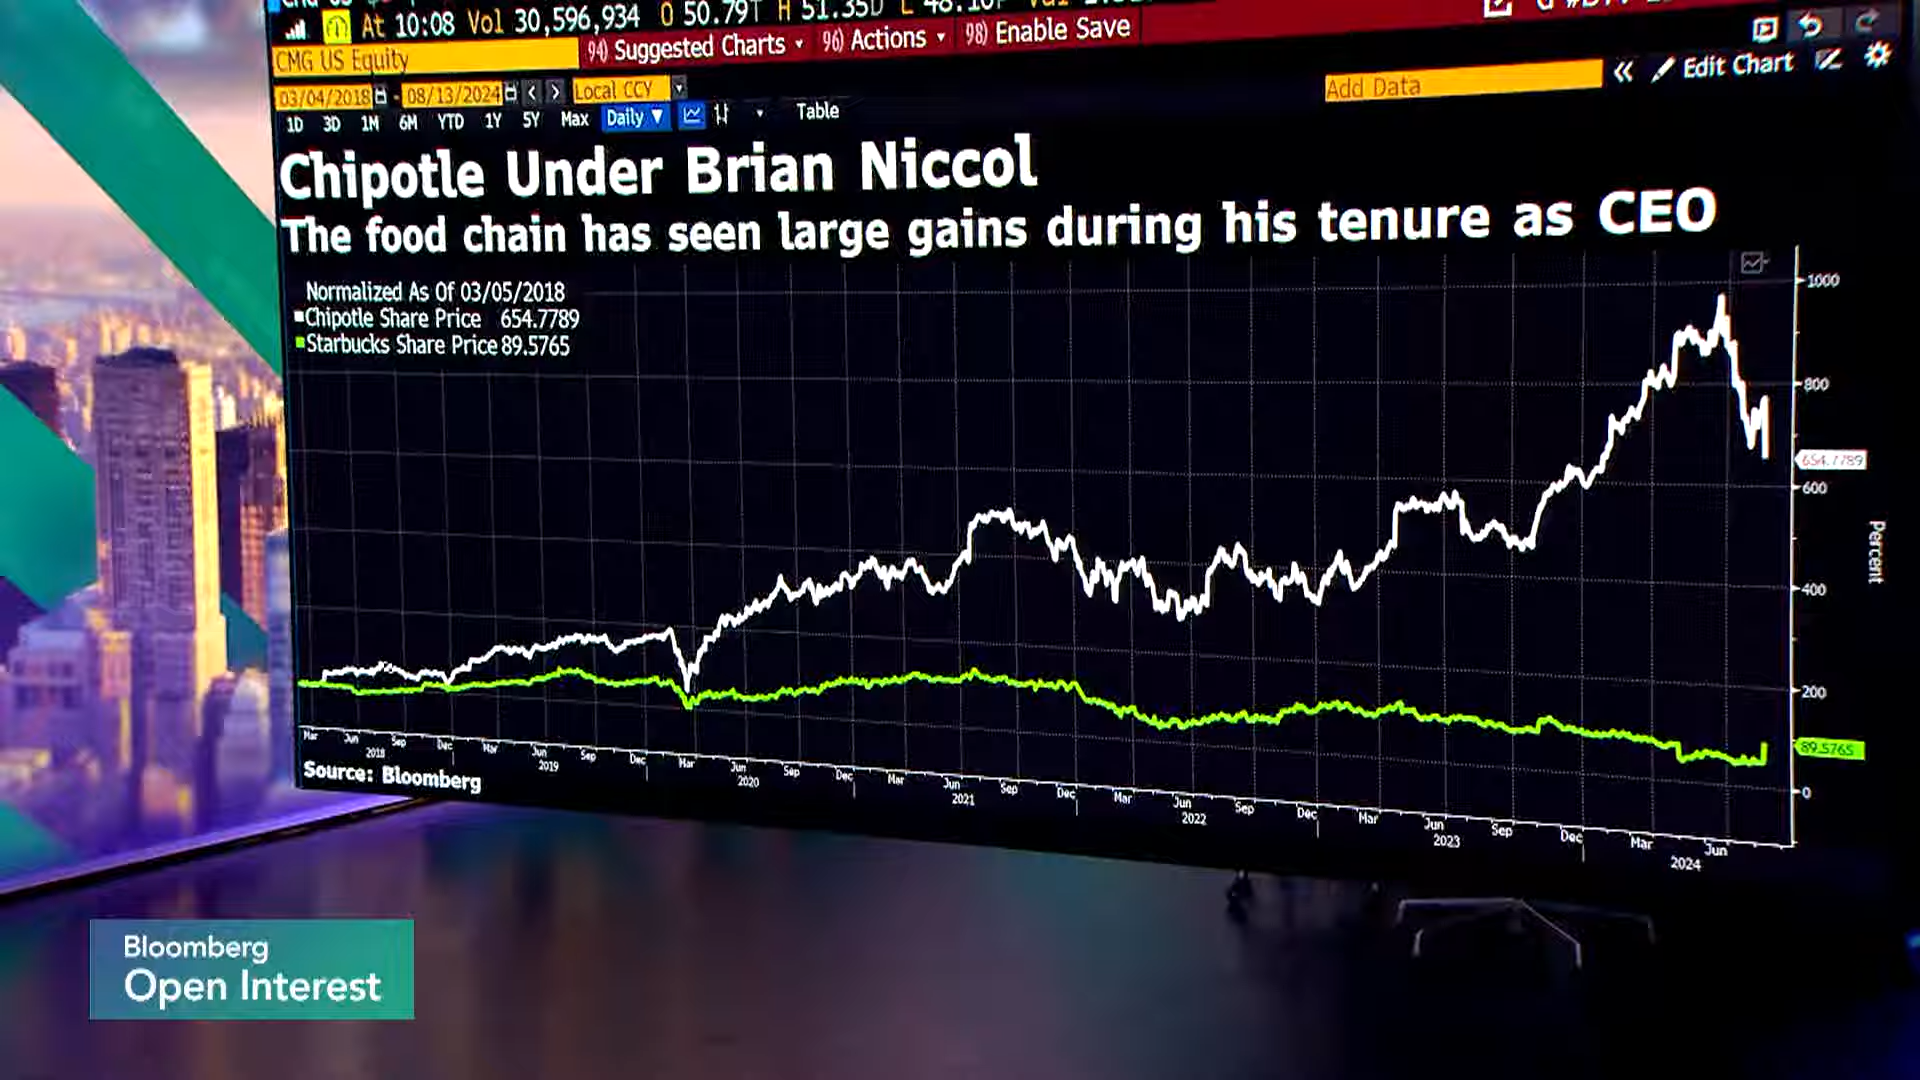 At 10:08 Vol 30,596,934 O 50.79T H 51.35D L
CMG US Equity 94) Suggested Charts 96) Actions 98) Enable Save
03/04/2018 - 08/13/2024 Local CCY Add Data Edit Chart
1D 3D 1M 6M YTD 1Y 5Y Max Daily Table
Chipotle Under Brian Niccol
The food chain has seen large gains during his tenure as CEO
Normalized As Of 03/05/2018
Chipotle Share Price 654.7789
Starbucks Share Price 89.5765
1000
800
654.7789
600
Percent
400
200
89.5765
0
Mar Jun Sep Dec Mar Jun Sep Dec Mar Jun Sep Dec Mar Jun Sep Dec Mar Jun Sep Dec Mar Jun Sep Dec Mar Jun
2018 2019 2020 2021 2022 2023 2024
Source: Bloomberg
Bloomberg
Open Interest